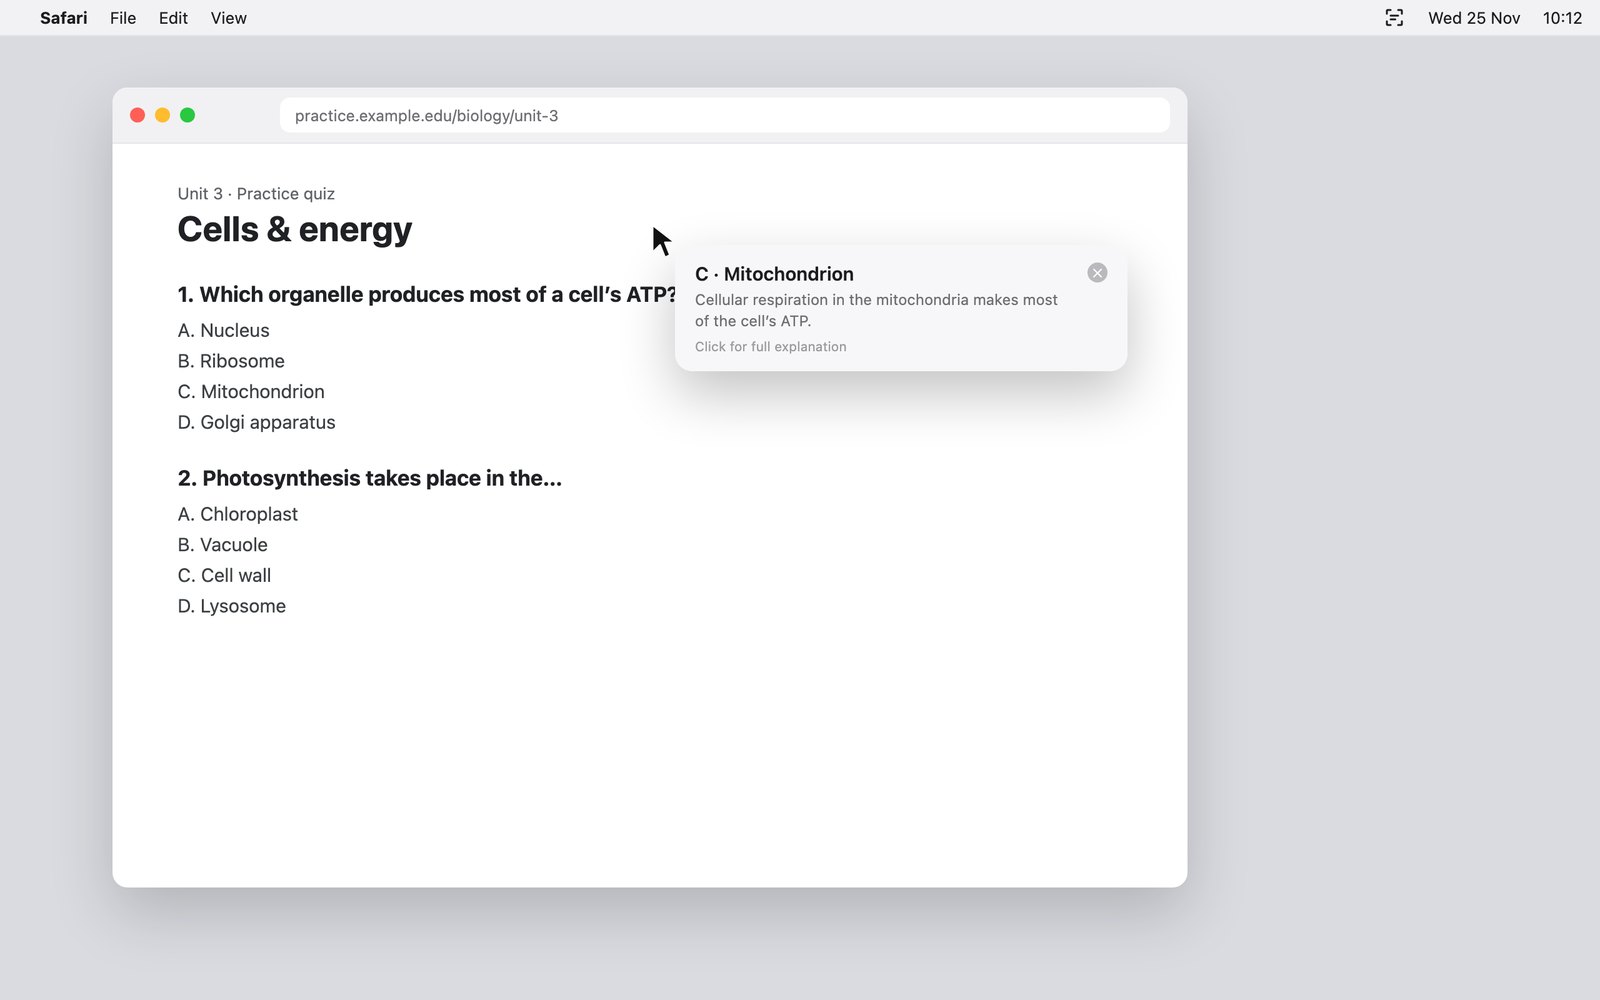 Safari File Edit View Wed 25 Nov 10:12
practice.example.edu/biology/unit-3
Unit 3 · Practice quiz
Cells & energy
1. Which organelle produces most of a cell’s ATP?
A. Nucleus
B. Ribosome
C. Mitochondrion
D. Golgi apparatus
C · Mitochondrion
Cellular respiration in the mitochondria makes most
of the cell’s ATP.
Click for full explanation
2. Photosynthesis takes place in the…
A. Chloroplast
B. Vacuole
C. Cell wall
D. Lysosome